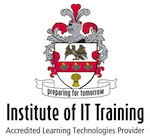 preparing for tomorrow
Institute of IT Training
Accredited Learning Technologies Provider